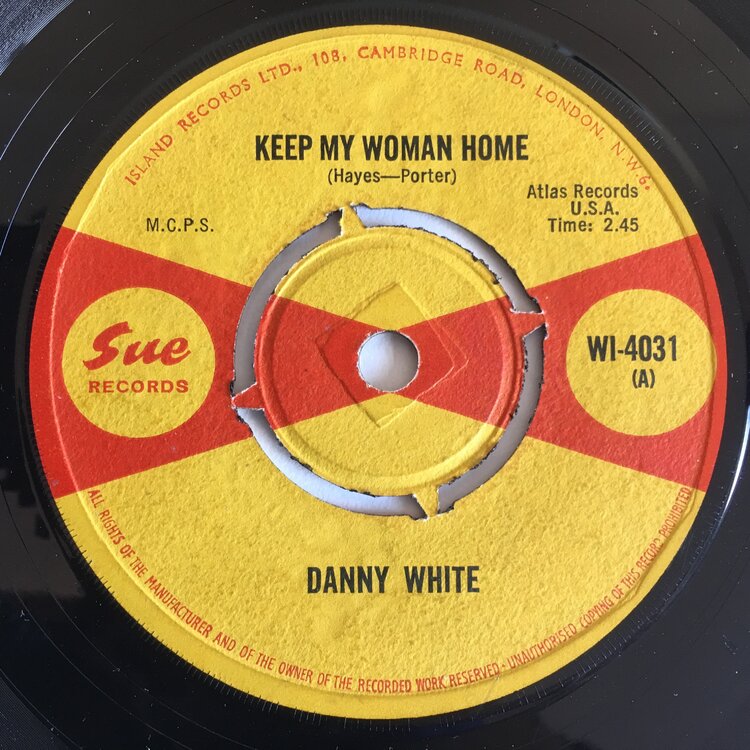 ISLAND RECORDS LTD., 108, CAMBRIDGE ROAD, LONDON, N.W.6.
KEEP MY WOMAN HOME
(Hayes—Porter)
Atlas Records
U.S.A.
M.C.P.S.
Time: 2.45
Sue
RECORDS
WI-4031
(A)
DANNY WHITE
ALL RIGHTS OF THE MANUFACTURER AND OF THE OWNER OF THE RECORDED WORK RESERVED · UNAUTHORISED COPYING OF THIS RECORD PROHIBITED